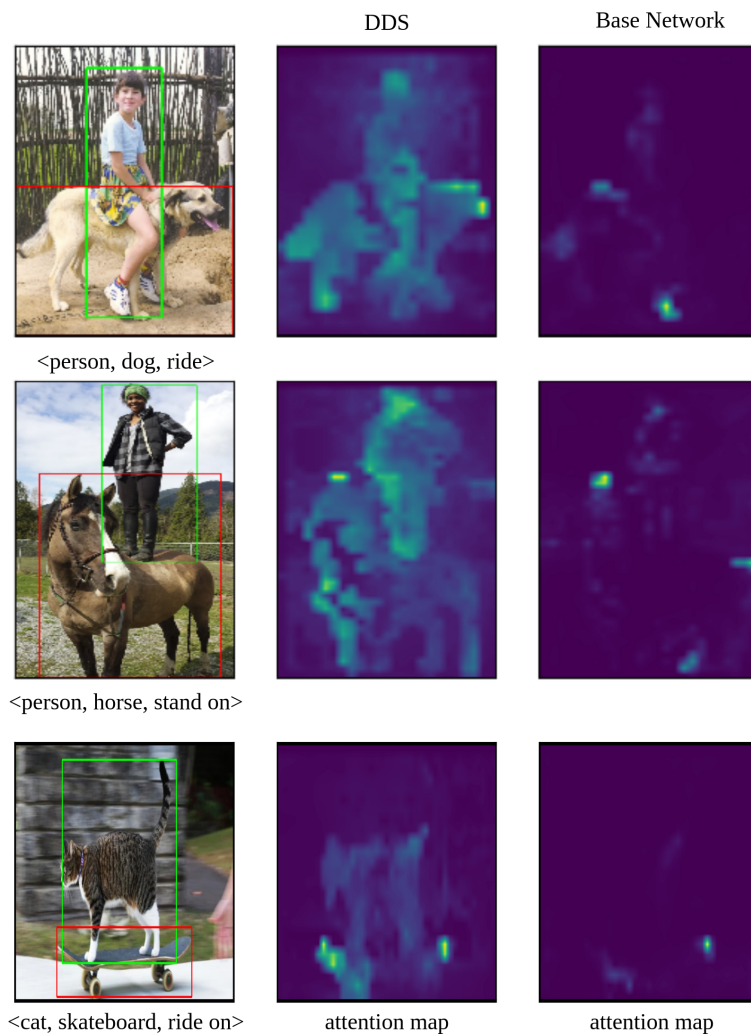 DDS
Base Network
<person, dog, ride>
<person, horse, stand on>
<cat, skateboard, ride on>
attention map
attention map